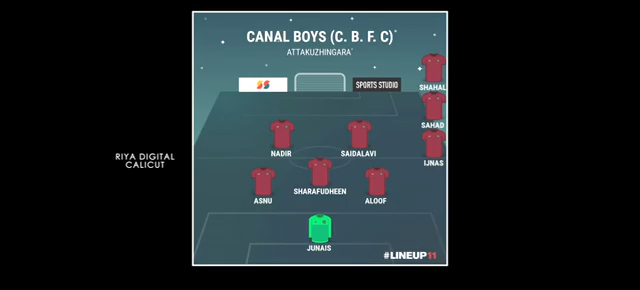 CANAL BOYS (C. B. F. C)
ATTAKUZHINGARA
SPORTS STUDIO
SHAHAL
SAHAD
IJNAS
NADIR
SAIDALAVI
RIYA DIGITAL
CALICUT
SHARAFUDHEEN
ASNU
ALOOF
JUNAIS
#LINEUP11